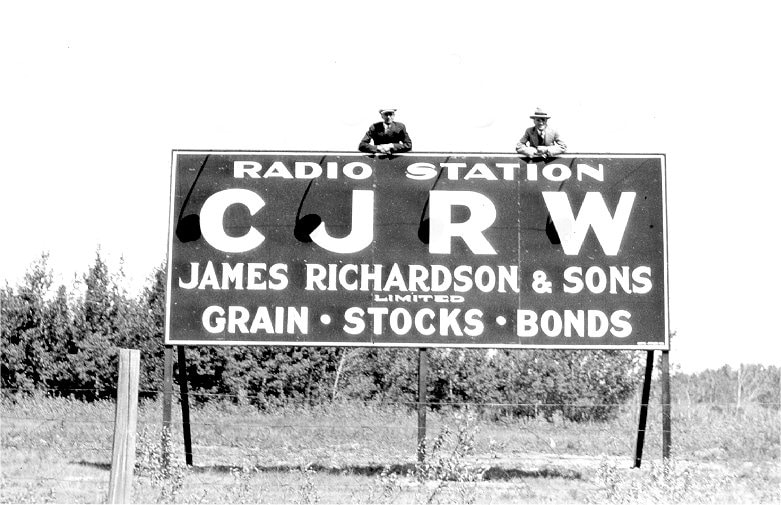 RADIO STATION
CJRW
JAMES RICHARDSON & SONS
LIMITED
GRAIN • STOCKS • BONDS